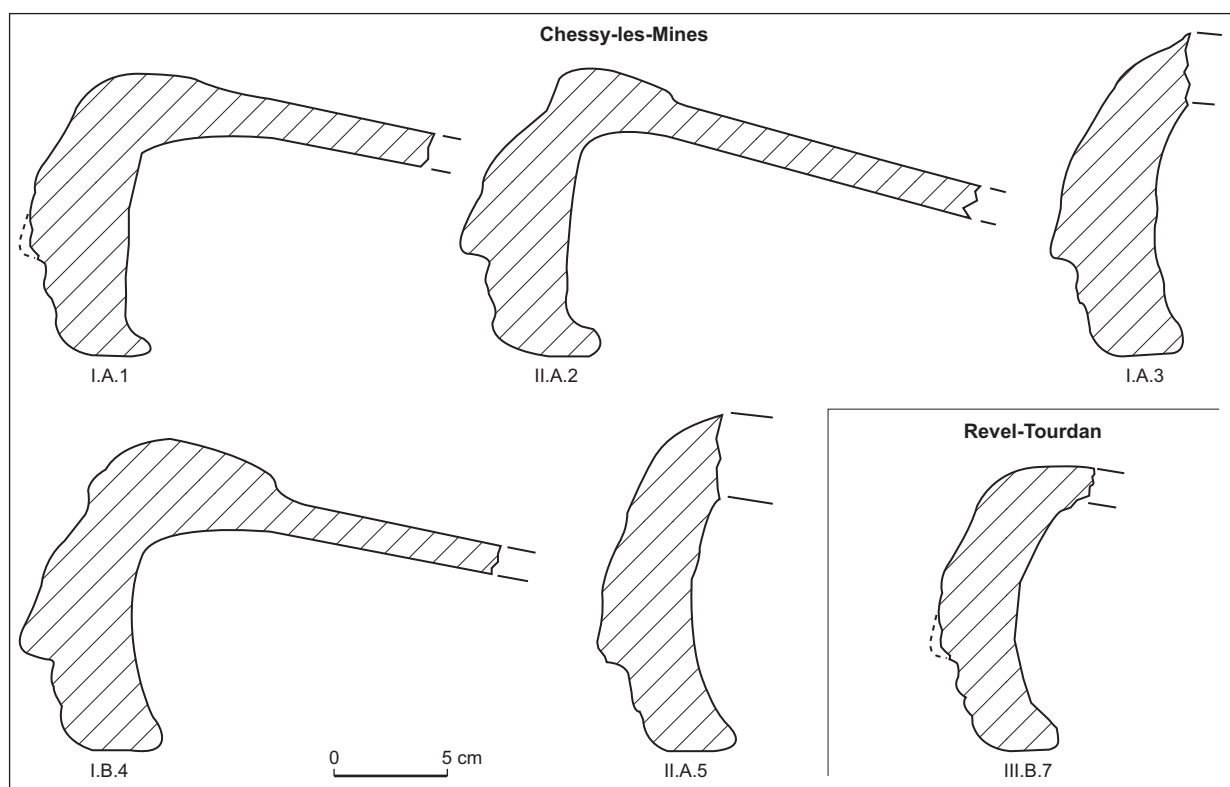 Chessy-les-Mines
I.A.1
II.A.2
I.A.3
Revel-Tourdan
I.B.4
0 5 cm
II.A.5
III.B.7